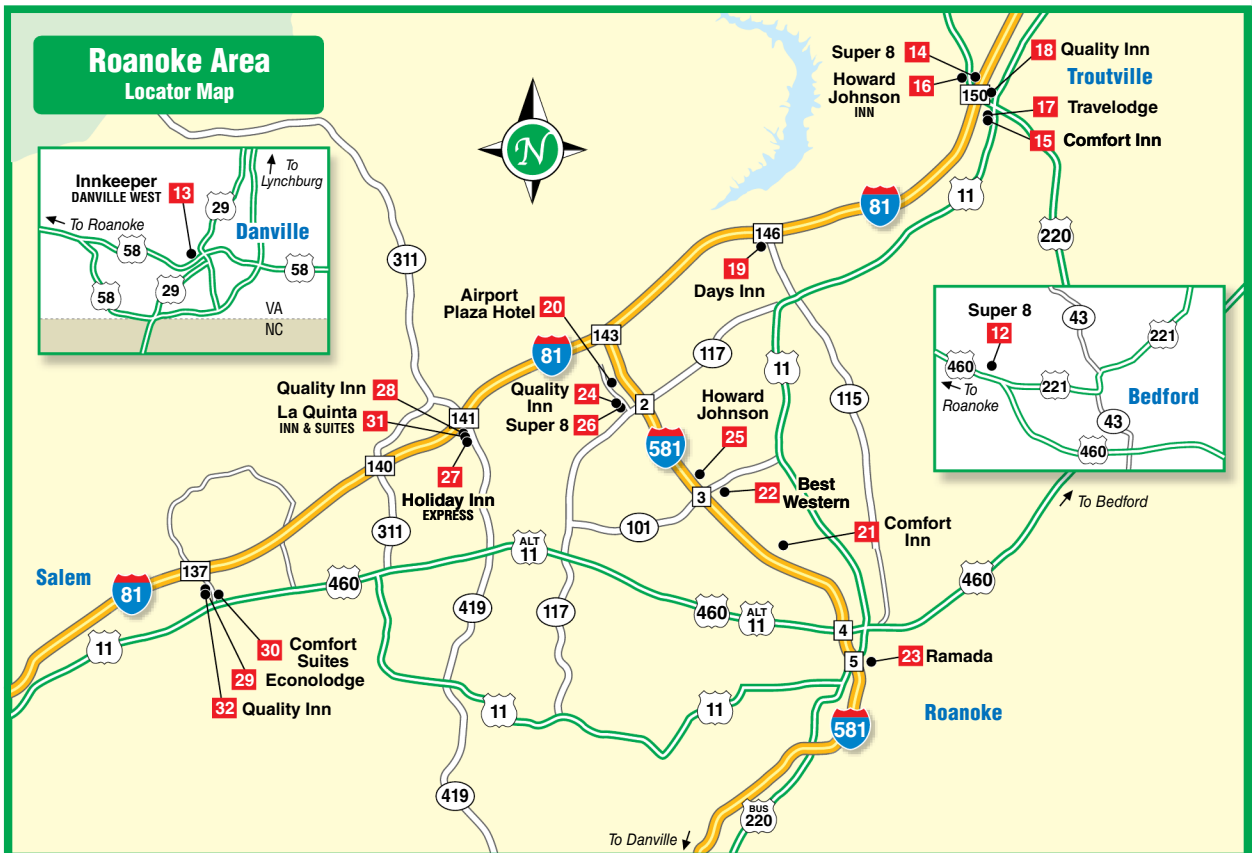 Roanoke Area
Locator Map
N
Super 8 14
Howard 16
Johnson
INN
18 Quality Inn
Troutville
150
17 Travelodge
15 Comfort Inn
11
81
220
Innkeeper
DANVILLE WEST
13
To
Lynchburg
29
To Roanoke
Danville
58
58
58
29
VA
NC
311
146
19
Days Inn
Airport
Plaza Hotel 20
143
81
117
11
115
Super 8
12
43
221
460
221
To
Roanoke
Bedford
43
460
Quality Inn 28
La Quinta 31
INN & SUITES
141
27
Holiday Inn
EXPRESS
140
311
Quality 24
Inn
Super 8 26
2
581
Howard
Johnson
25
3
22 Best
Western
101
21 Comfort
Inn
To Bedford
Salem
137
81
460
ALT
11
460
ALT
11
460
117
419
4
11
30 Comfort
Suites
29 Econolodge
32 Quality Inn
5
23 Ramada
11
11
Roanoke
581
419
BUS
220
To Danville